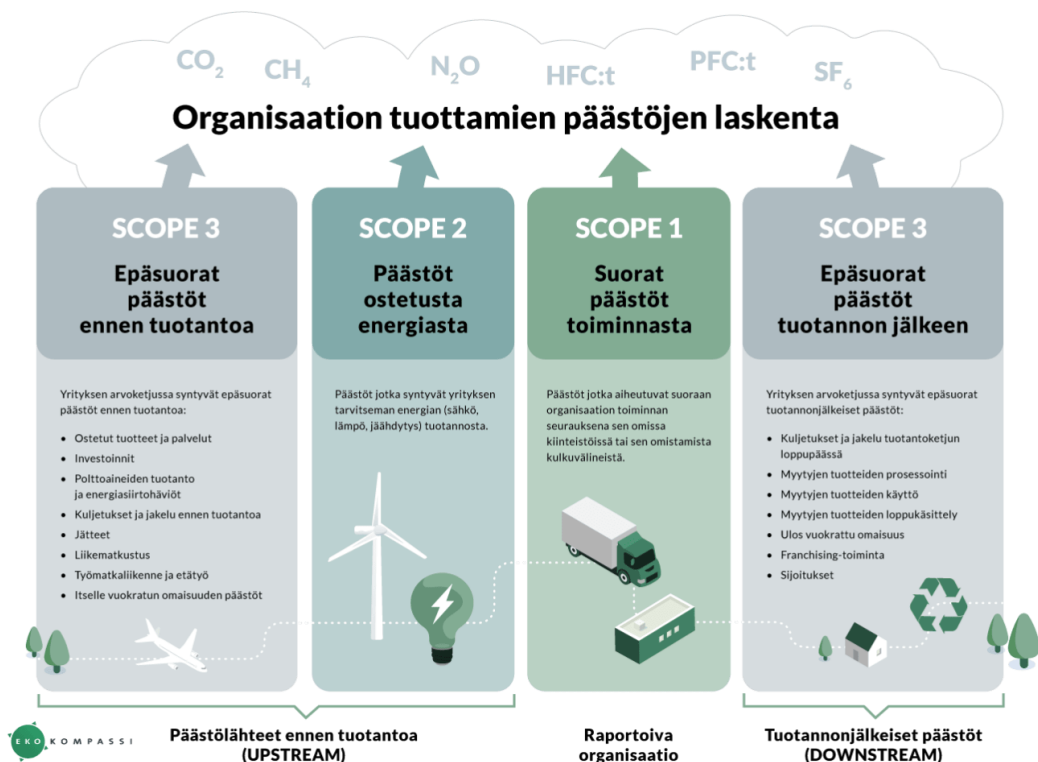 CO₂
CH₄
N₂O
HFC:t
PFC:t
SF₆
Organisaation tuottamien päästöjen laskenta
SCOPE 3
Epäsuorat
päästöt
ennen tuotantoa
Yrityksen arvoketjussa syntyvät epäsuorat
päästöt ennen tuotantoa:
• Ostetut tuotteet ja palvelut
• Investoinnit
• Polttoaineiden tuotanto
ja energiasiirtohäviöt
• Kuljetukset ja jakelu ennen tuotantoa
• Jätteet
• Liikematkustus
• Työmatkaliikenne ja etätyö
• Itselle vuokratun omaisuuden päästöt
SCOPE 2
Päästöt
ostetusta
energiasta
Päästöt jotka syntyvät yrityksen
tarvitseman energian (sähkö,
lämpö, jäähdytys) tuotannosta.
SCOPE 1
Suorat
päästöt
toiminnasta
Päästöt jotka aiheutuvat suoraan
organisaation toiminnan
seurauksena sen omissa
kiinteistöissä tai sen omistamista
kulkuvälineistä.
SCOPE 3
Epäsuorat
päästöt
tuotannon jälkeen
Yrityksen arvoketjussa syntyvät epäsuorat
tuotannonjälkeiset päästöt:
• Kuljetukset ja jakelu tuotantoketjun
loppupäässä
• Myytyjen tuotteiden prosessointi
• Myytyjen tuotteiden käyttö
• Myytyjen tuotteiden loppukäsittely
• Ulos vuokrattu omaisuus
• Franchising-toiminta
• Sijoitukset
EKOKOMPASSI
Päästölähteet ennen tuotantoa
(UPSTREAM)
Raportoiva
organisaatio
Tuotannonjälkeiset päästöt
(DOWNSTREAM)